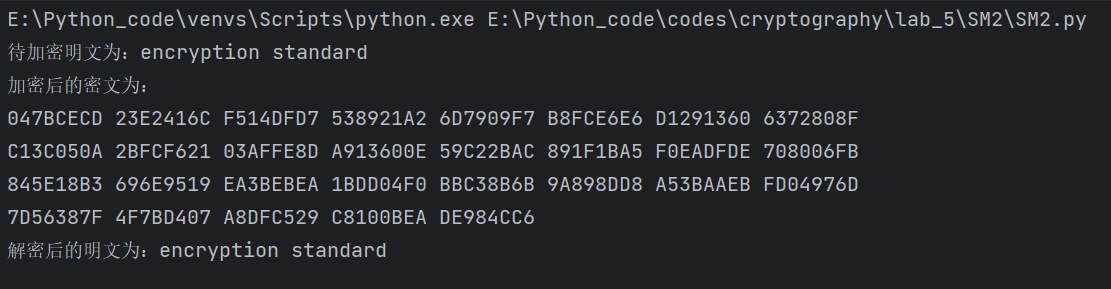 E:\Python_code\venvs\Scripts\python.exe E:\Python_code\codes\cryptography\lab_5\SM2\SM2.py
待加密明文为：encryption standard
加密后的密文为：
047BCECD 23E2416C F514DFD7 538921A2 6D7909F7 B8FCE6E6 D1291360 6372808F
C13C050A 2BFCF621 03AFFE8D A913600E 59C22BAC 891F1BA5 F0EADFDE 708006FB
845E18B3 696E9519 EA3BEBEA 1BDD04F0 BBC38B6B 9A898DD8 A53BAAEB FD04976D
7D56387F 4F7BD407 A8DFC529 C8100BEA DE984CC6
解密后的明文为：encryption standard